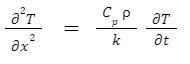 ∂²T / ∂x² = (C_p ρ / k) ∂T / ∂t